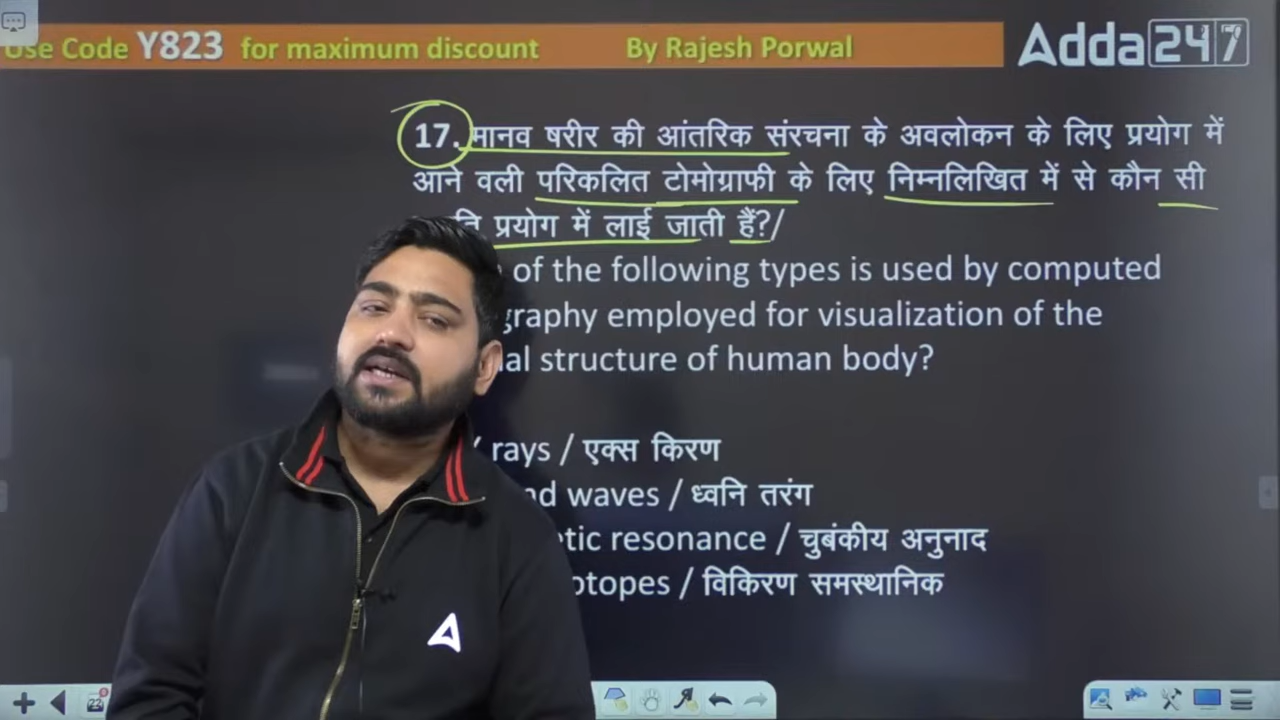 Use Code Y823 for maximum discount By Rajesh Porwal Adda247
17. मानव षरीर की आंतरिक संरचना के अवलोकन के लिए प्रयोग में
आने वली परिकलित टोमोग्राफी के लिए निम्नलिखित में से कौन सी
प्रयोग में लाई जाती हैं?/
of the following types is used by computed
graphy employed for visualization of the
al structure of human body?
rays / एक्स किरण
nd waves / ध्वनि तरंग
etic resonance / चुबंकीय अनुनाद
otopes / विकिरण समस्थानिक